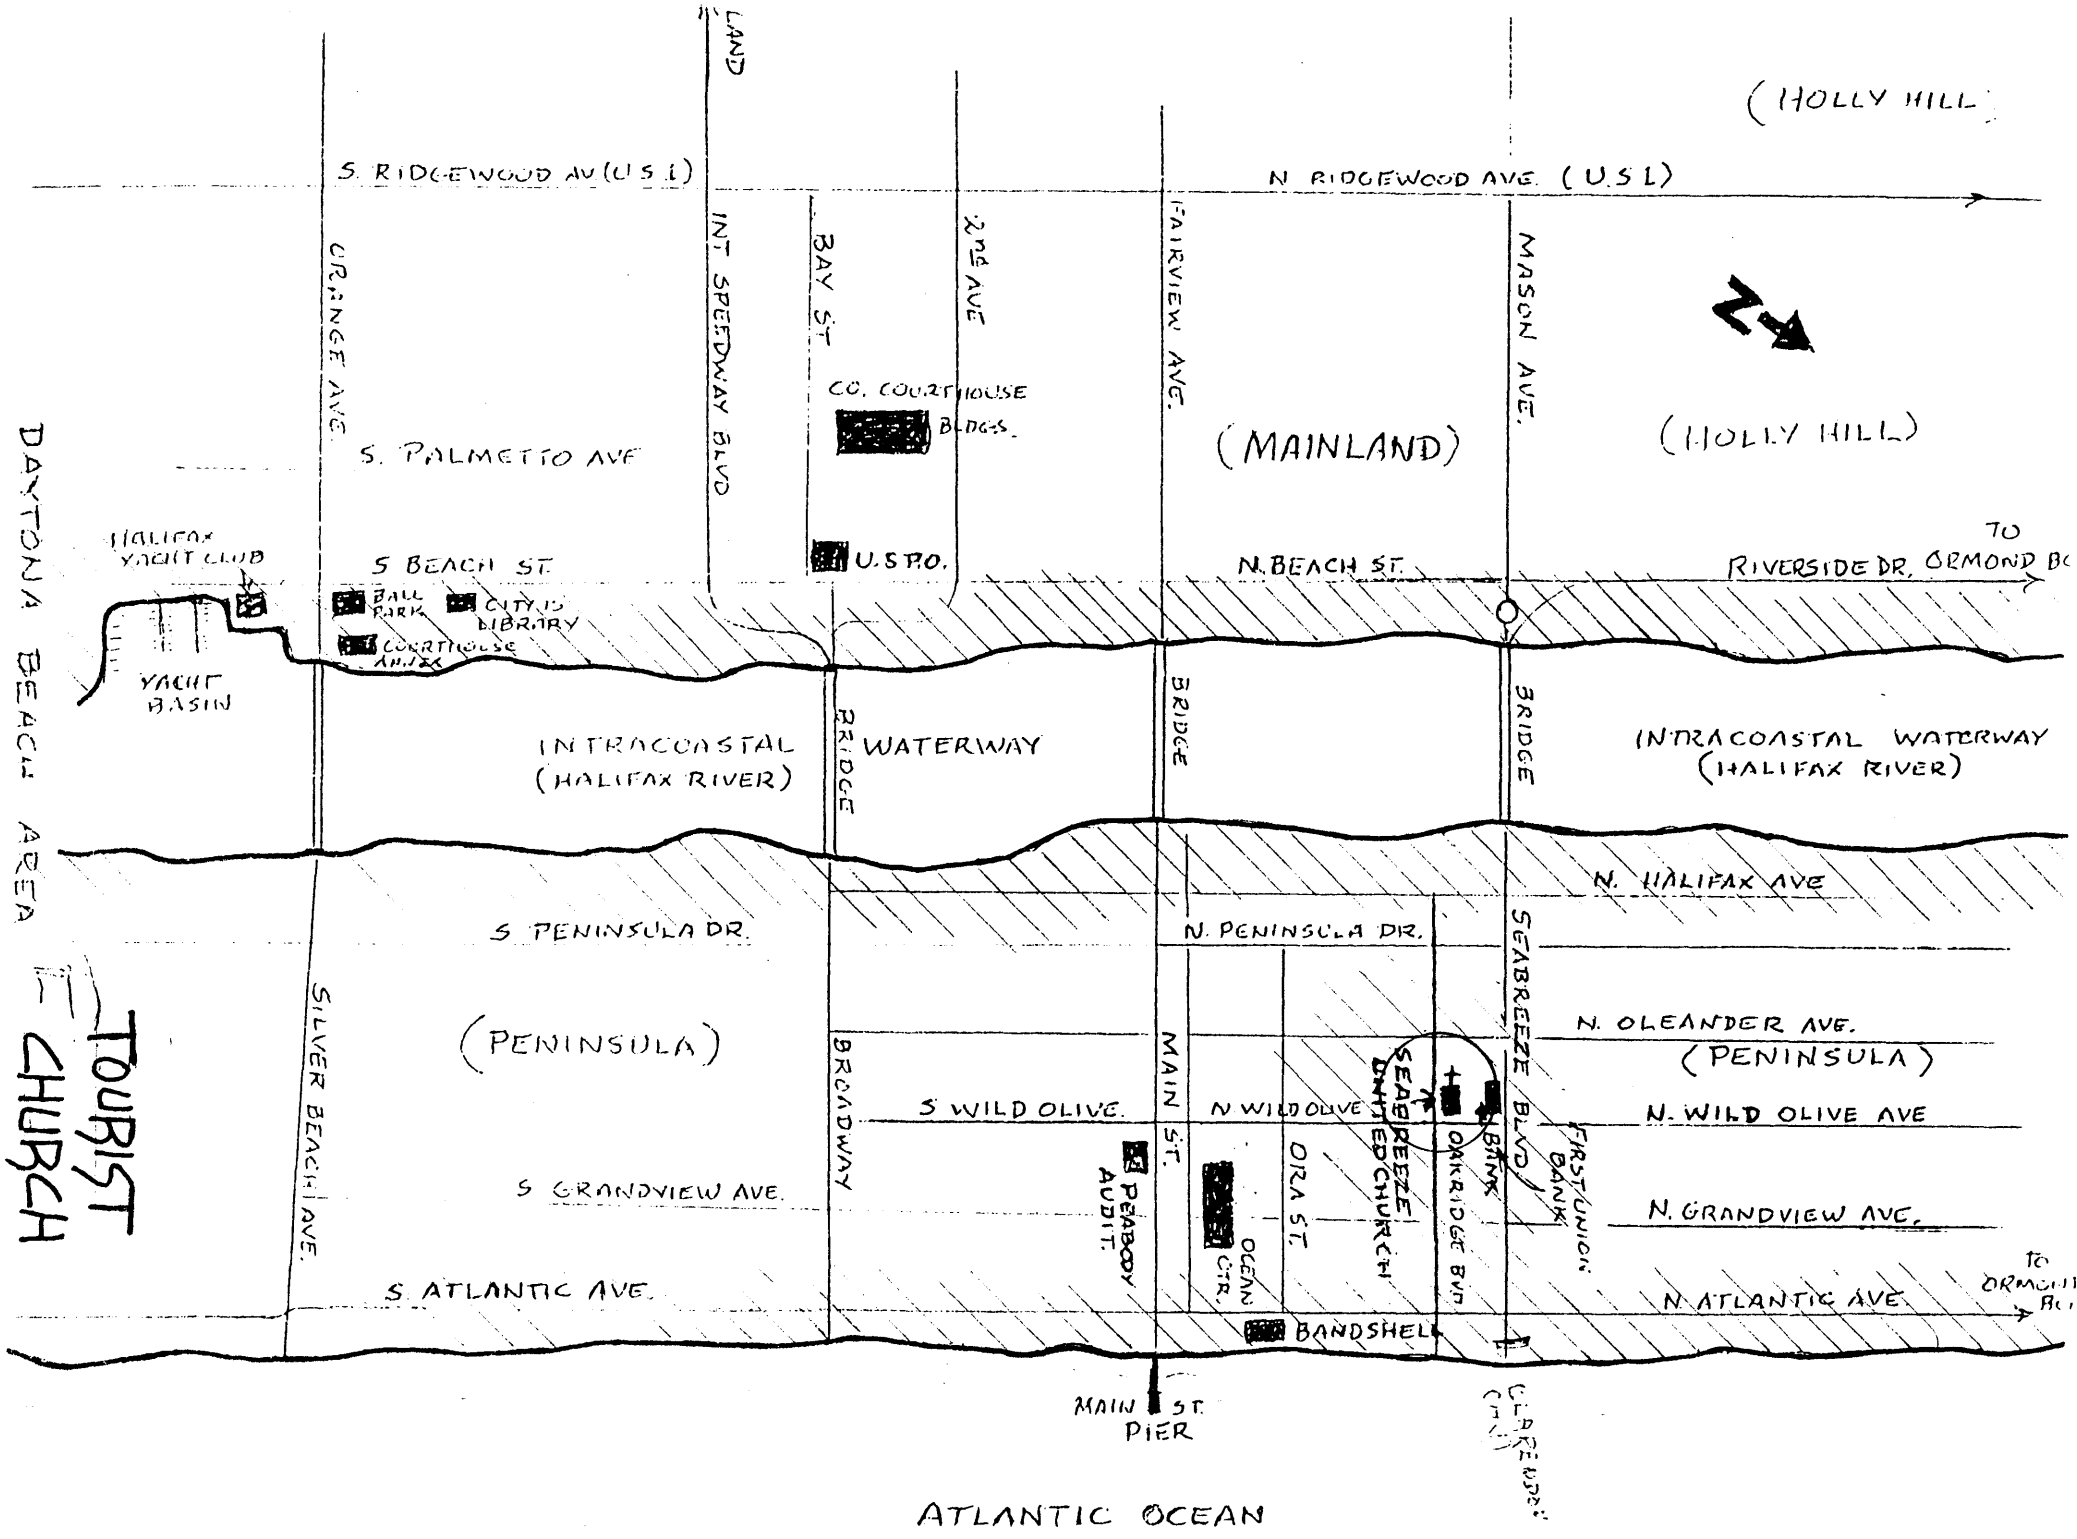 LAND
(HOLLY HILL)
S. RIDGEWOOD AV (U S 1)
N RIDGEWOOD AVE. (U.S 1)
ORANGE AVE.
INT SPEEDWAY BLVD
BAY ST
2nd AVE
FAIRVIEW AVE.
MASON AVE.
N
CO. COURTHOUSE
BLDGS.
S. PALMETTO AVE
(MAINLAND)
(HOLLY HILL)
DAYTONA BEACH AREA
HALIFAX
YACHT CLUB
S BEACH ST.
U.S P.O.
N. BEACH ST.
RIVERSIDE DR.
TO
ORMOND BC
BALL
PARK
CITY IS
LIBRARY
COURTHOUSE
ANNEX
YACHT
BASIN
INTRACOASTAL WATERWAY
(HALIFAX RIVER)
BRIDGE
BRIDGE
BRIDGE
INTRACOASTAL WATERWAY
(HALIFAX RIVER)
N. HALIFAX AVE
S PENINSULA DR.
N. PENINSULA DR.
TOURIST
CHURCH
SILVER BEACH AVE.
(PENINSULA)
BROADWAY
MAIN ST.
SEABREEZE BLVD.
N. OLEANDER AVE.
(PENINSULA)
S WILD OLIVE.
N WILD OLIVE
N. WILD OLIVE AVE
SEABREEZE
UNITED CHURCH
OAKRIDGE BVD
BANK
FIRST UNION
BANK
ORA ST.
PEABODY
AUDIT.
OCEAN
CTR.
S GRANDVIEW AVE.
N. GRANDVIEW AVE.
S. ATLANTIC AVE.
N ATLANTIC AVE.
TO
BANDSHELL
MAIN ST.
PIER
ATLANTIC OCEAN